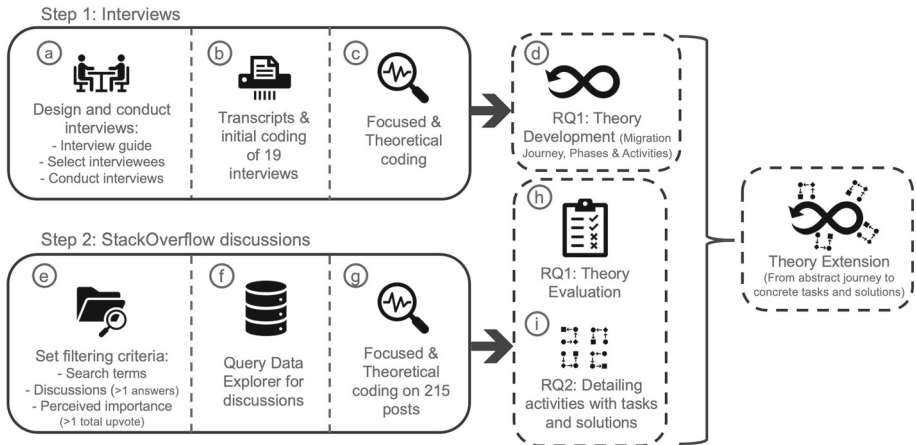 Step 1: Interviews
a
Design and conduct
interviews:
- Interview guide
- Select interviewees
- Conduct interviews
b
Transcripts &
initial coding
of 19
interviews
c
Focused &
Theoretical
coding
d
RQ1: Theory
Development (Migration
Journey, Phases & Activities)
Step 2: StackOverflow discussions
e
Set filtering criteria:
- Search terms
- Discussions (>1 answers)
- Perceived importance
(>1 total upvote)
f
Query Data
Explorer for
discussions
g
Focused &
Theoretical
coding on 215
posts
h
RQ1: Theory
Evaluation
i
RQ2: Detailing
activities with tasks
and solutions
Theory Extension
(From abstract journey to
concrete tasks and solutions)